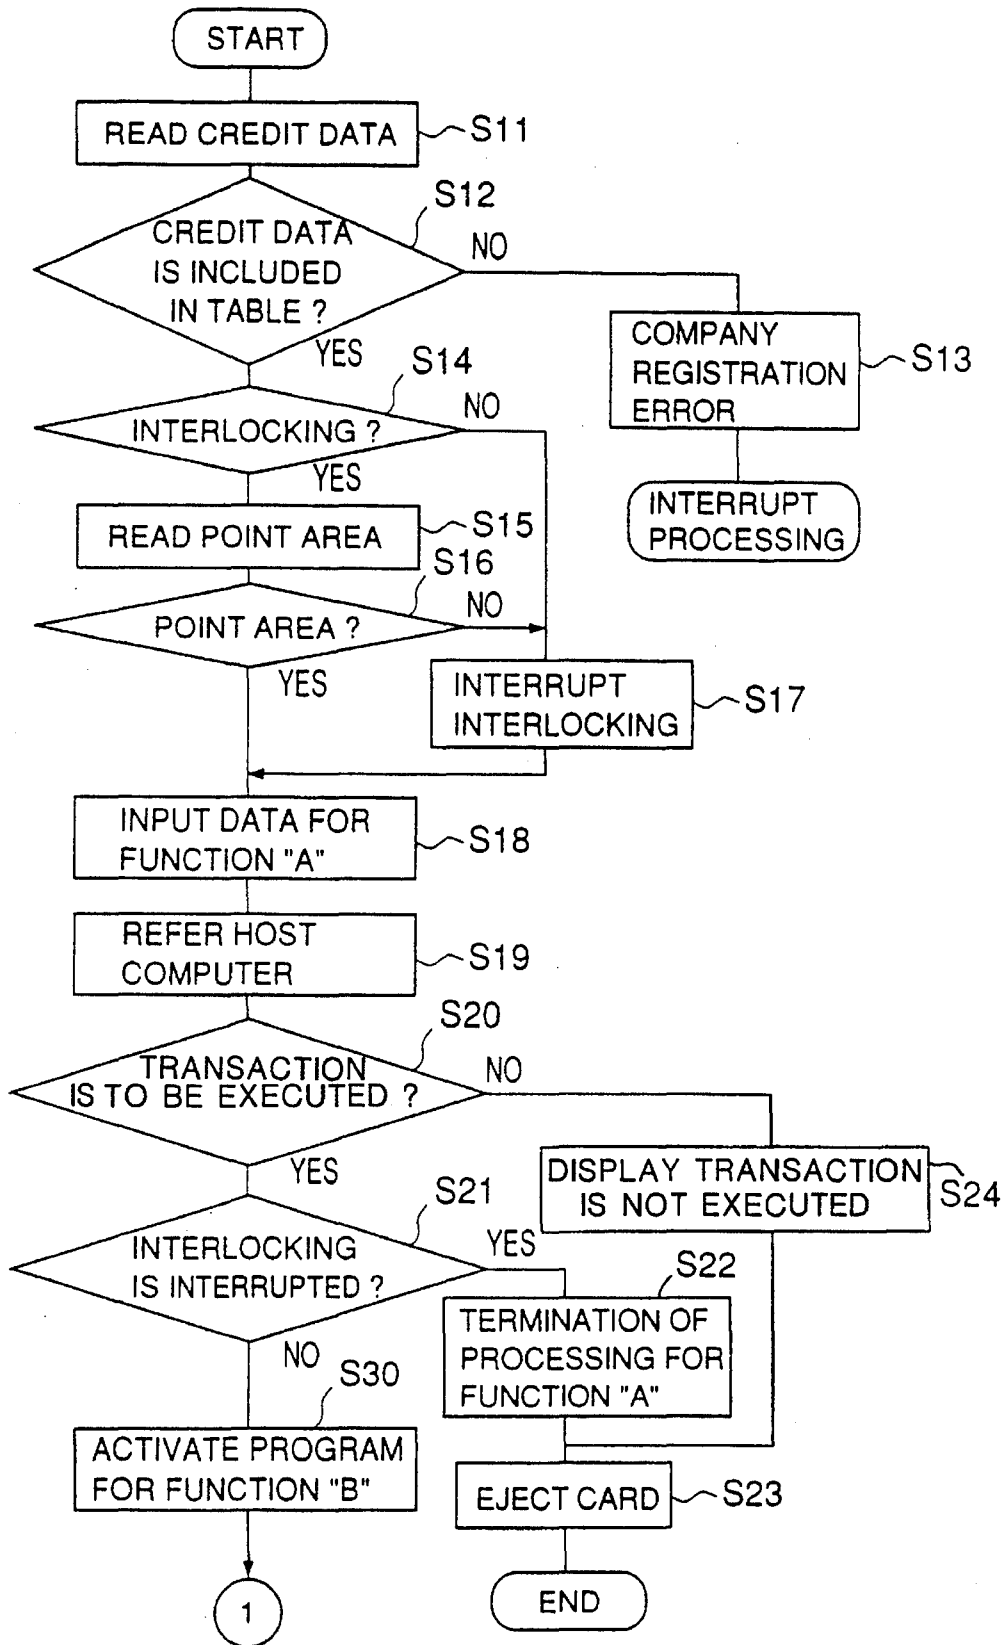 START
READ CREDIT DATA
S11
S12
CREDIT DATA
IS INCLUDED
IN TABLE ?
NO
YES
COMPANY
REGISTRATION
ERROR
S13
S14
INTERLOCKING ?
NO
YES
INTERRUPT
PROCESSING
READ POINT AREA
S15
S16
POINT AREA ?
NO
YES
INTERRUPT
INTERLOCKING
S17
INPUT DATA FOR
FUNCTION "A"
S18
REFER HOST
COMPUTER
S19
S20
TRANSACTION
IS TO BE EXECUTED ?
NO
YES
DISPLAY TRANSACTION
IS NOT EXECUTED
S24
S21
INTERLOCKING
IS INTERRUPTED ?
YES
NO
S22
TERMINATION OF
PROCESSING FOR
FUNCTION "A"
S30
ACTIVATE PROGRAM
FOR FUNCTION "B"
EJECT CARD
S23
1
END